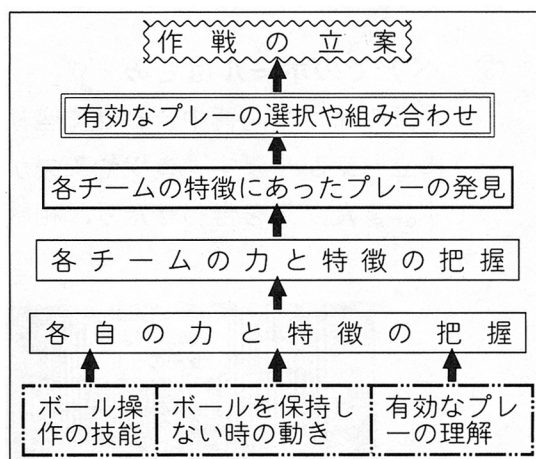 作戦の立案
有効なプレーの選択や組み合わせ
各チームの特徴にあったプレーの発見
各チームの力と特徴の把握
各自の力と特徴の把握
ボール操
作の技能
ボールを保持し
ない時の動き
有効なプレ
ーの理解